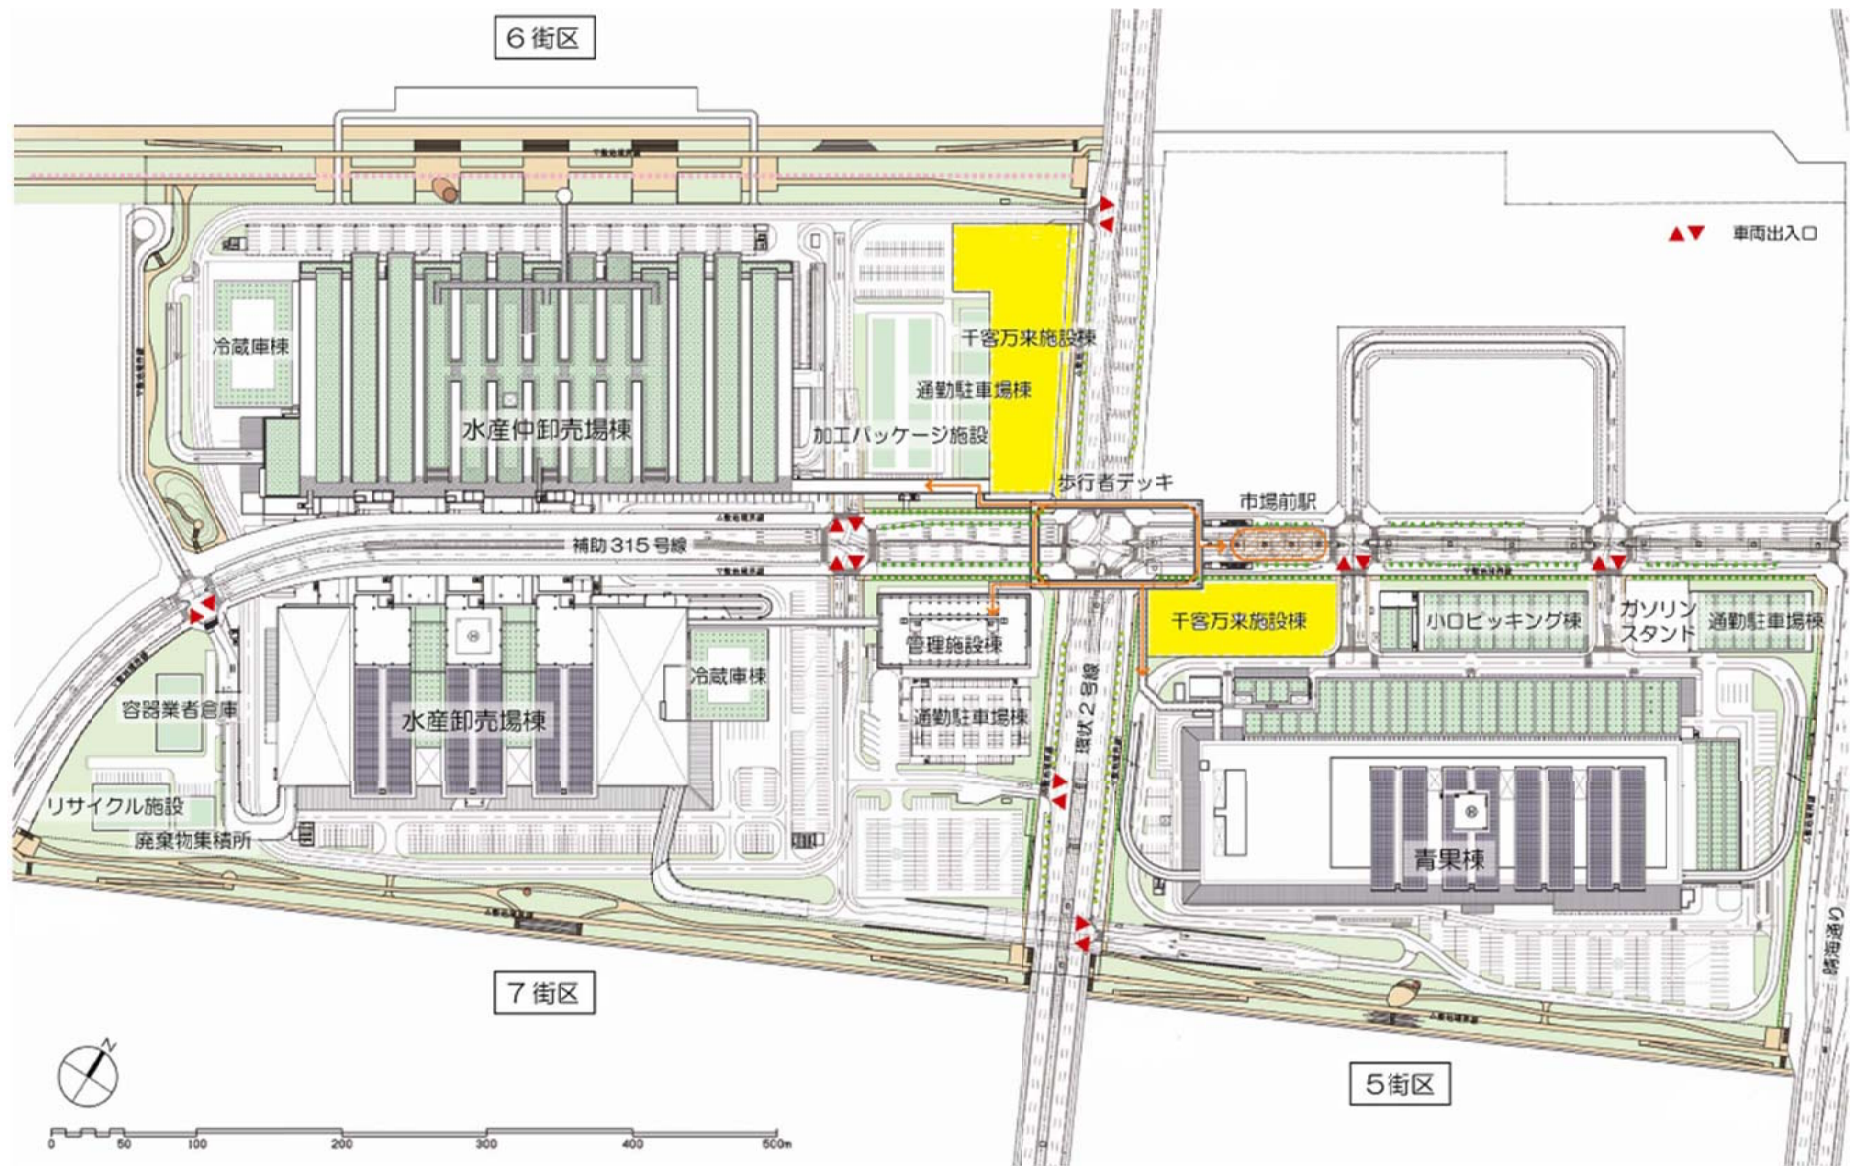 6街区
車両出入口
冷蔵庫棟
千客万来施設棟
通勤駐車場棟
水産仲卸売場棟
加工パッケージ施設
歩行者デッキ
市場前駅
補助315号線
千客万来施設棟
小口ピッキング棟
ガソリン
スタンド
通勤駐車場棟
管理施設棟
冷蔵庫棟
容器業者倉庫
水産卸売場棟
通勤駐車場棟
環状2号線
リサイクル施設
廃棄物集積所
青果棟
晴海通り
7街区
5街区
N
0 50 100 200 300 400 500m